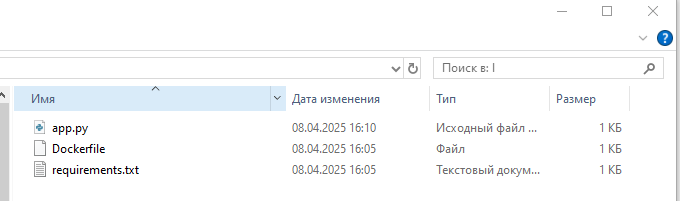 Поиск в: I
Имя Дата изменения Тип Размер
app.py 08.04.2025 16:10 Исходный файл ... 1 КБ
Dockerfile 08.04.2025 16:05 Файл 1 КБ
requirements.txt 08.04.2025 16:05 Текстовый докум... 1 КБ